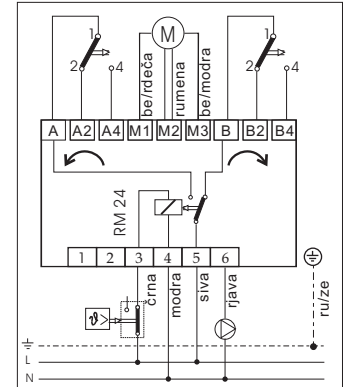 1
2
4
M
1
2
4
be/rdeča
rumena
be/modra
A
A2
A4
M1
M2
M3
B
B2
B4
RM 24
1
2
3
4
5
6
črna
modra
siva
rjava
ru/ze
ϑ>
L
N